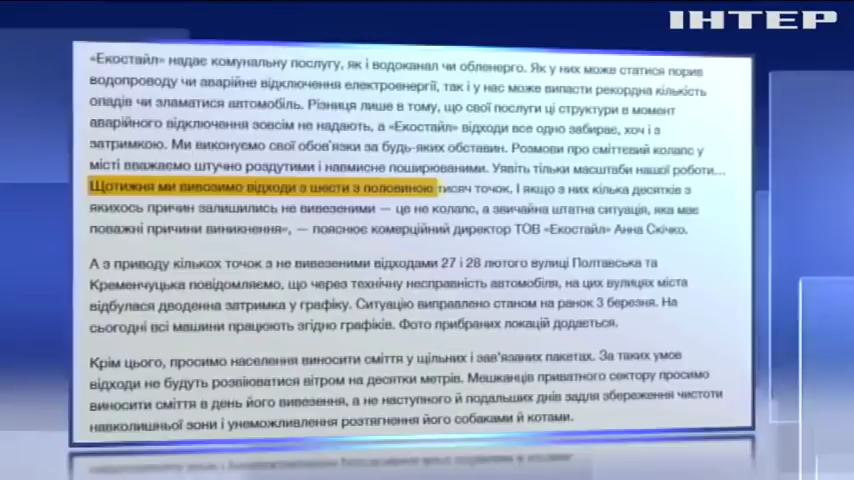 ІНТЕР
«Екостайл» надає комунальну послугу, як і водоканал чи обленерго. Як у них може статися порив
водопроводу чи аварійне відключення електроенергії, так і у нас може випасти рекордна кількість
опадів чи зламатися автомобіль. Різниця лише в тому, що свої послуги ці структури в момент
аварійного відключення зовсім не надають, а «Екостайл» відходи все одно забирає, хоч і з
затримкою. Ми виконуємо свої обов'язки за будь-яких обставин. Розмови про сміттєвий колапс у
місті вважаємо штучно роздутими і навмисне поширюваними. Уявіть тільки масштаби нашої роботи...
Щотижня ми вивозимо відходи з шести з половиною тисяч точок. І якщо з них кілька десятків з
якихось причин залишились не вивезеними — це не колапс, а звичайна штатна ситуація, яка має
поважні причини виникнення«, — пояснює комерційний директор ТОВ «Екостайл» Анна Скічко.
А з приводу кількох точок з не вивезеними відходами 27 і 28 лютого вулиці Полтавська та
Кременчуцька повідомляємо, що через технічну несправність автомобіля, на цих вулицях міста
відбулася дводенна затримка у графіку. Ситуацію виправлено станом на ранок 3 березня. На
сьогодні всі машини працюють згідно графіків. Фото прибраних локацій додається.
Крім цього, просимо населення виносити сміття у щільних і зав'язаних пакетах. За таких умов
відходи не будуть розвіюватися вітром на десятки метрів. Мешканців приватного сектору просимо
виносити сміття в день його вивезення, а не наступного й подальших днів задля збереження чистоти
навколишньої зони і унеможливлення розтягнення його собаками й котами.